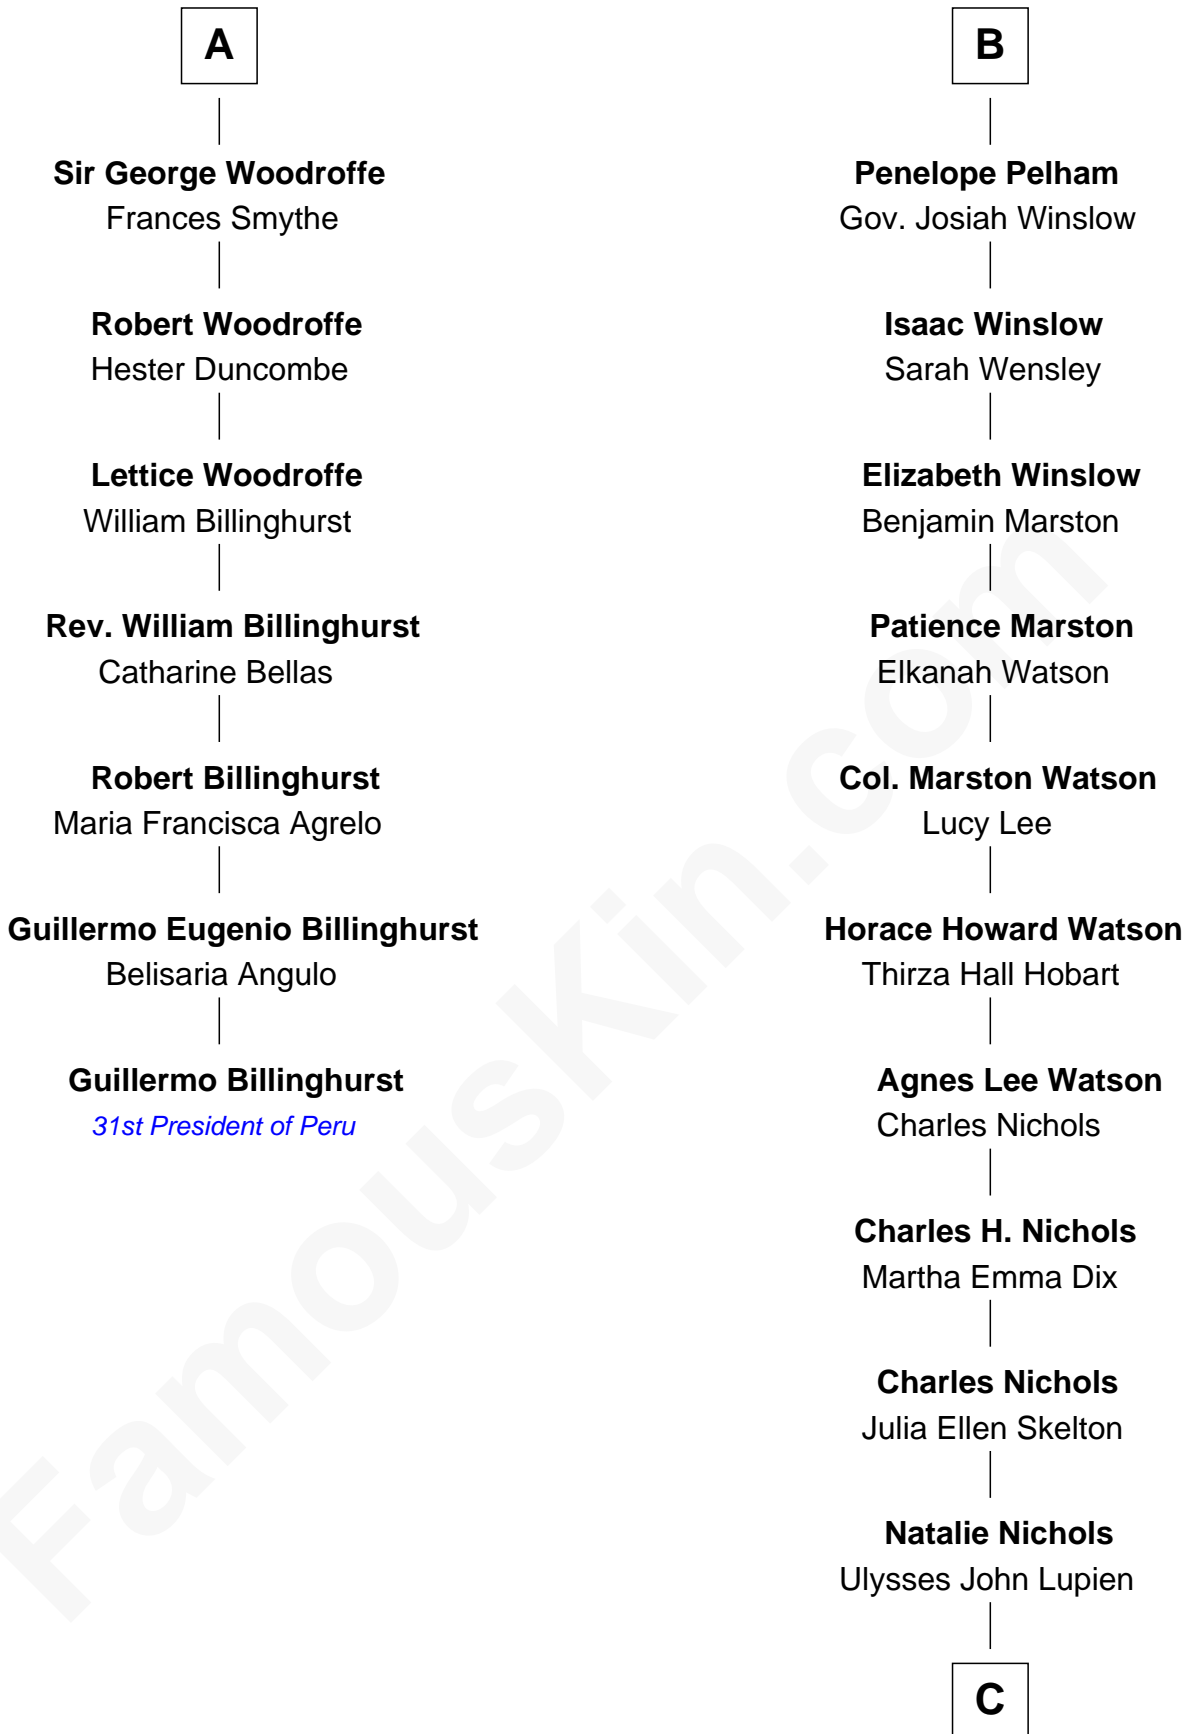 A
Sir George Woodroffe
Frances Smythe
Robert Woodroffe
Hester Duncombe
Lettice Woodroffe
William Billinghurst
Rev. William Billinghurst
Catharine Bellas
Robert Billinghurst
Maria Francisca Agrelo
Guillermo Eugenio Billinghurst
Belisaria Angulo
Guillermo Billinghurst
31st President of Peru
B
Penelope Pelham
Gov. Josiah Winslow
Isaac Winslow
Sarah Wensley
Elizabeth Winslow
Benjamin Marston
Patience Marston
Elkanah Watson
Col. Marston Watson
Lucy Lee
Horace Howard Watson
Thirza Hall Hobart
Agnes Lee Watson
Charles Nichols
Charles H. Nichols
Martha Emma Dix
Charles Nichols
Julia Ellen Skelton
Natalie Nichols
Ulysses John Lupien
C
FamousKin.com